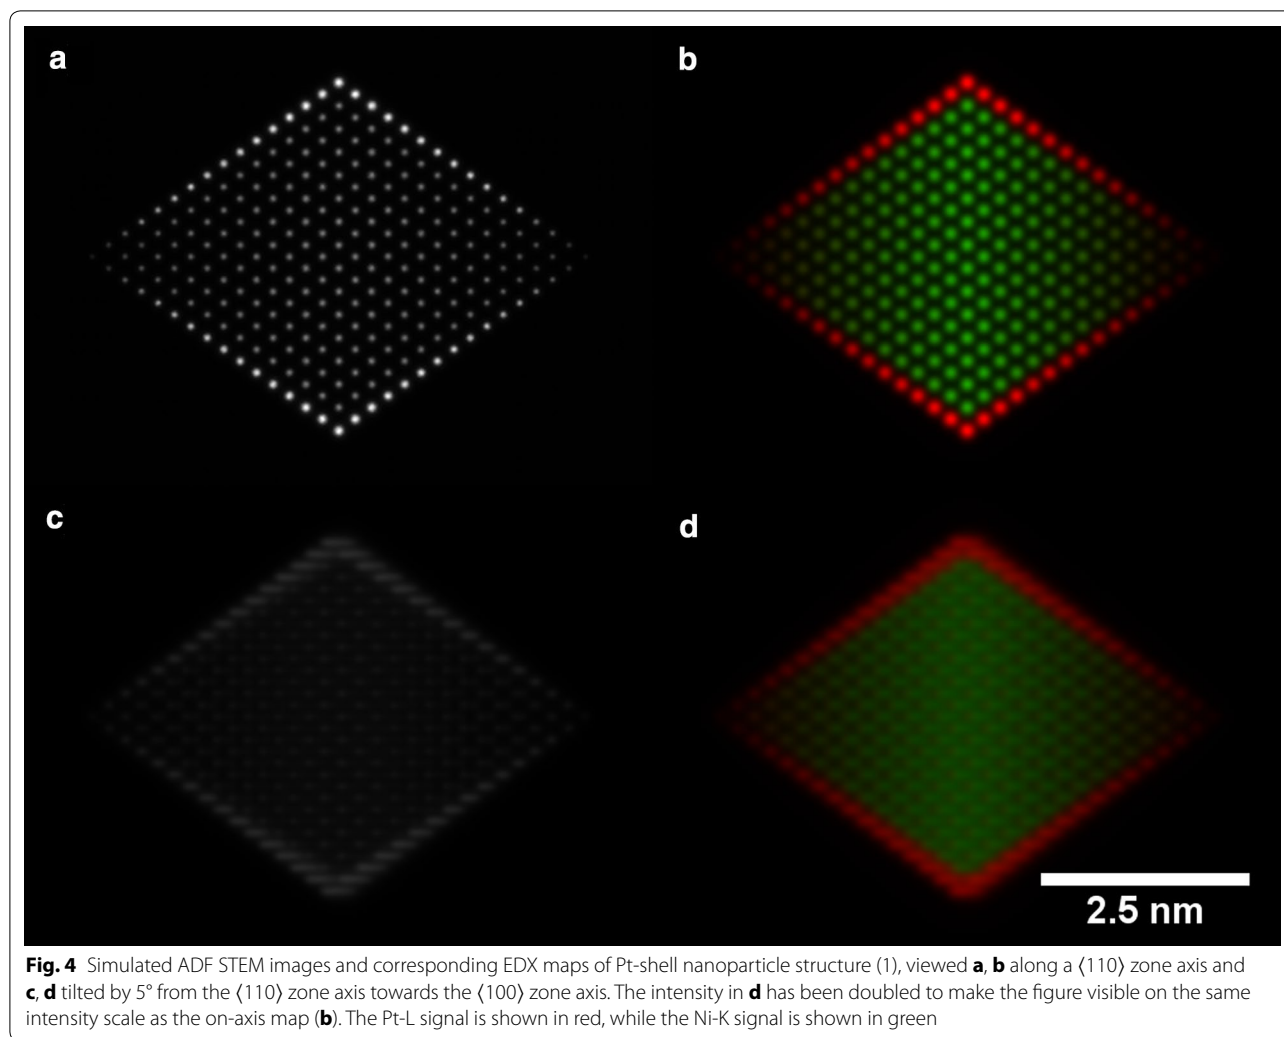 a
b
c
d
2.5 nm
Fig. 4 Simulated ADF STEM images and corresponding EDX maps of Pt-shell nanoparticle structure (1), viewed a, b along a ⟨110⟩ zone axis and
c, d tilted by 5° from the ⟨110⟩ zone axis towards the ⟨100⟩ zone axis. The intensity in d has been doubled to make the figure visible on the same
intensity scale as the on-axis map (b). The Pt-L signal is shown in red, while the Ni-K signal is shown in green